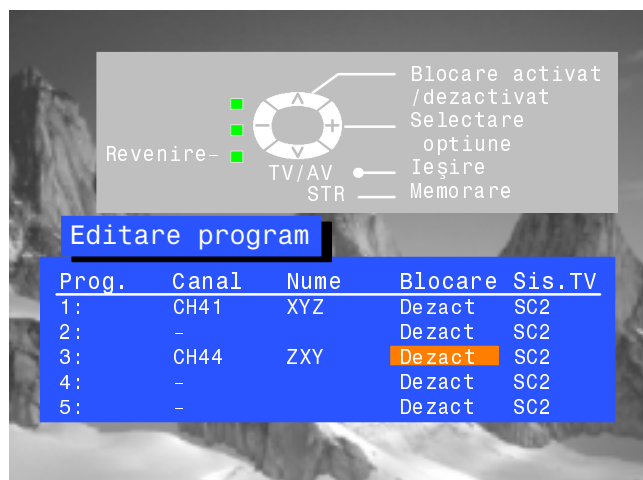 Blocare activat
/dezactivat
Selectare
optiune
Revenire-
TV/AV
Ieşire
STR
Memorare
Editare program
Prog. Canal Nume Blocare Sis.TV
1: CH41 XYZ Dezact SC2
2: - Dezact SC2
3: CH44 ZXY Dezact SC2
4: - Dezact SC2
5: - Dezact SC2